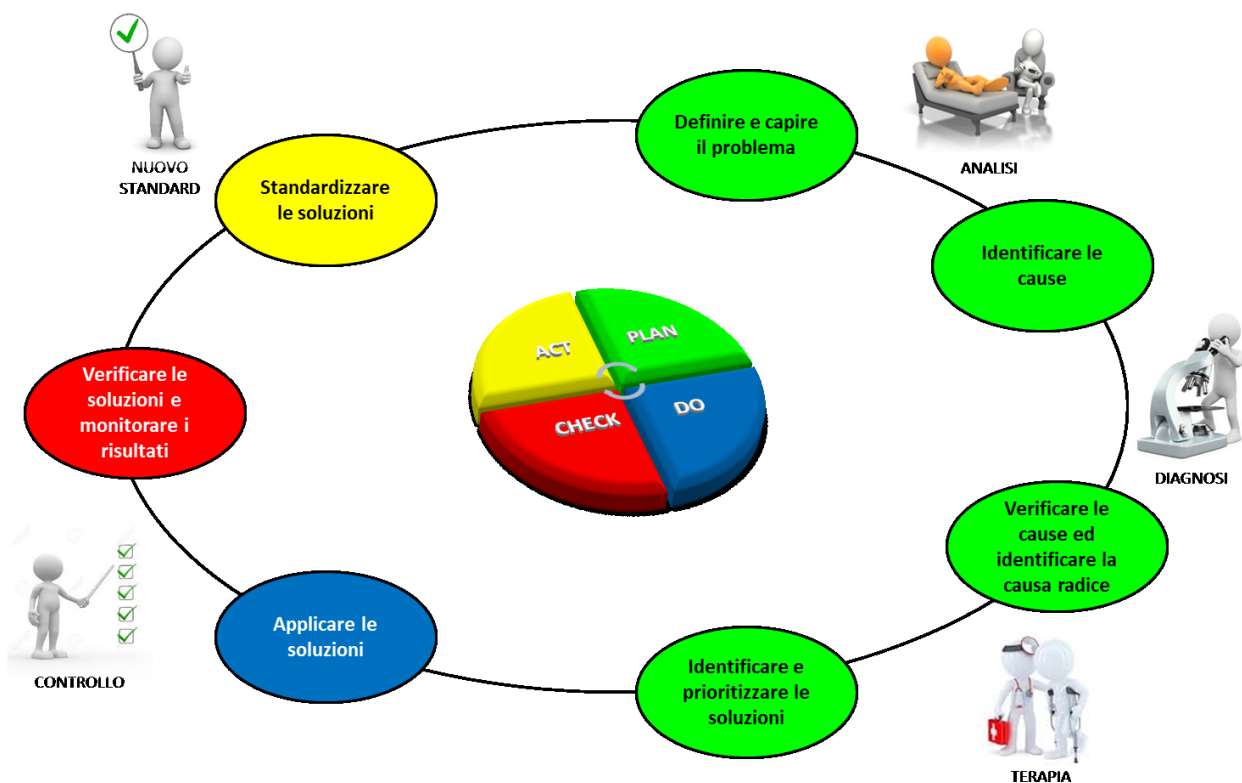 NUOVO
STANDARD
Standardizzare
le soluzioni
Definire e capire
il problema
ANALISI
Identificare le
cause
DIAGNOSI
Verificare le
cause ed
identificare la
causa radice
TERAPIA
Identificare e
prioritizzare le
soluzioni
Applicare le
soluzioni
CONTROLLO
Verificare le
soluzioni e
monitorare i
risultati
ACT
PLAN
CHECK
DO